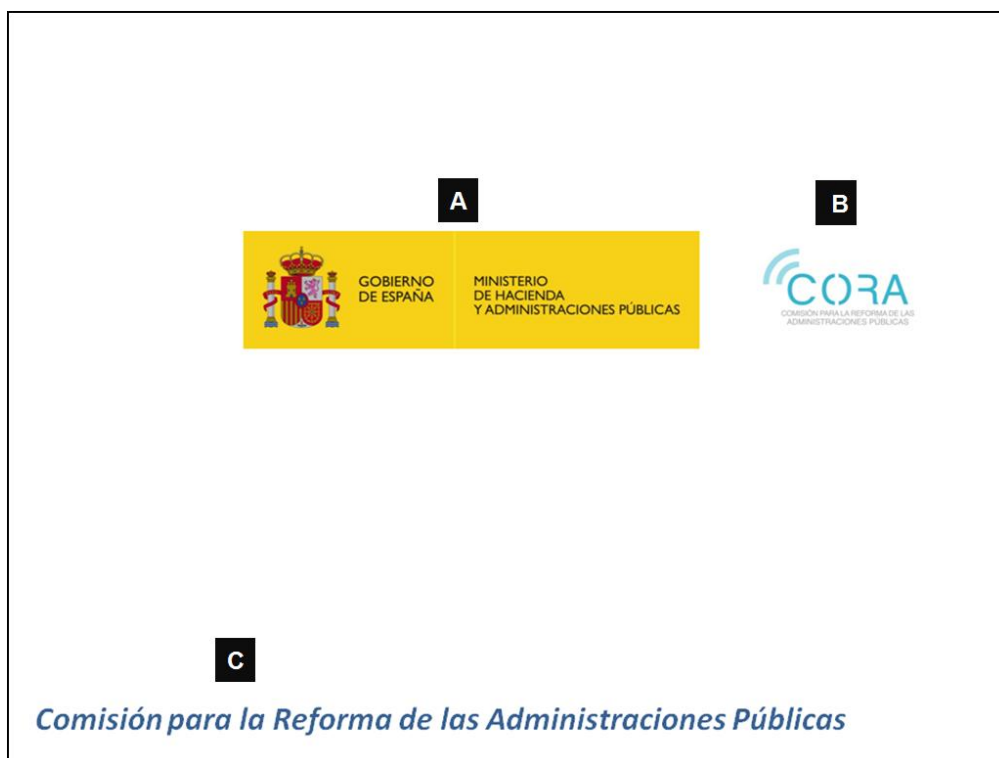 A
B
GOBIERNO
DE ESPAÑA
MINISTERIO
DE HACIENDA
Y ADMINISTRACIONES PÚBLICAS
CORA
COMISIÓN PARA LA REFORMA DE LAS
ADMINISTRACIONES PÚBLICAS
C
Comisión para la Reforma de las Administraciones Públicas